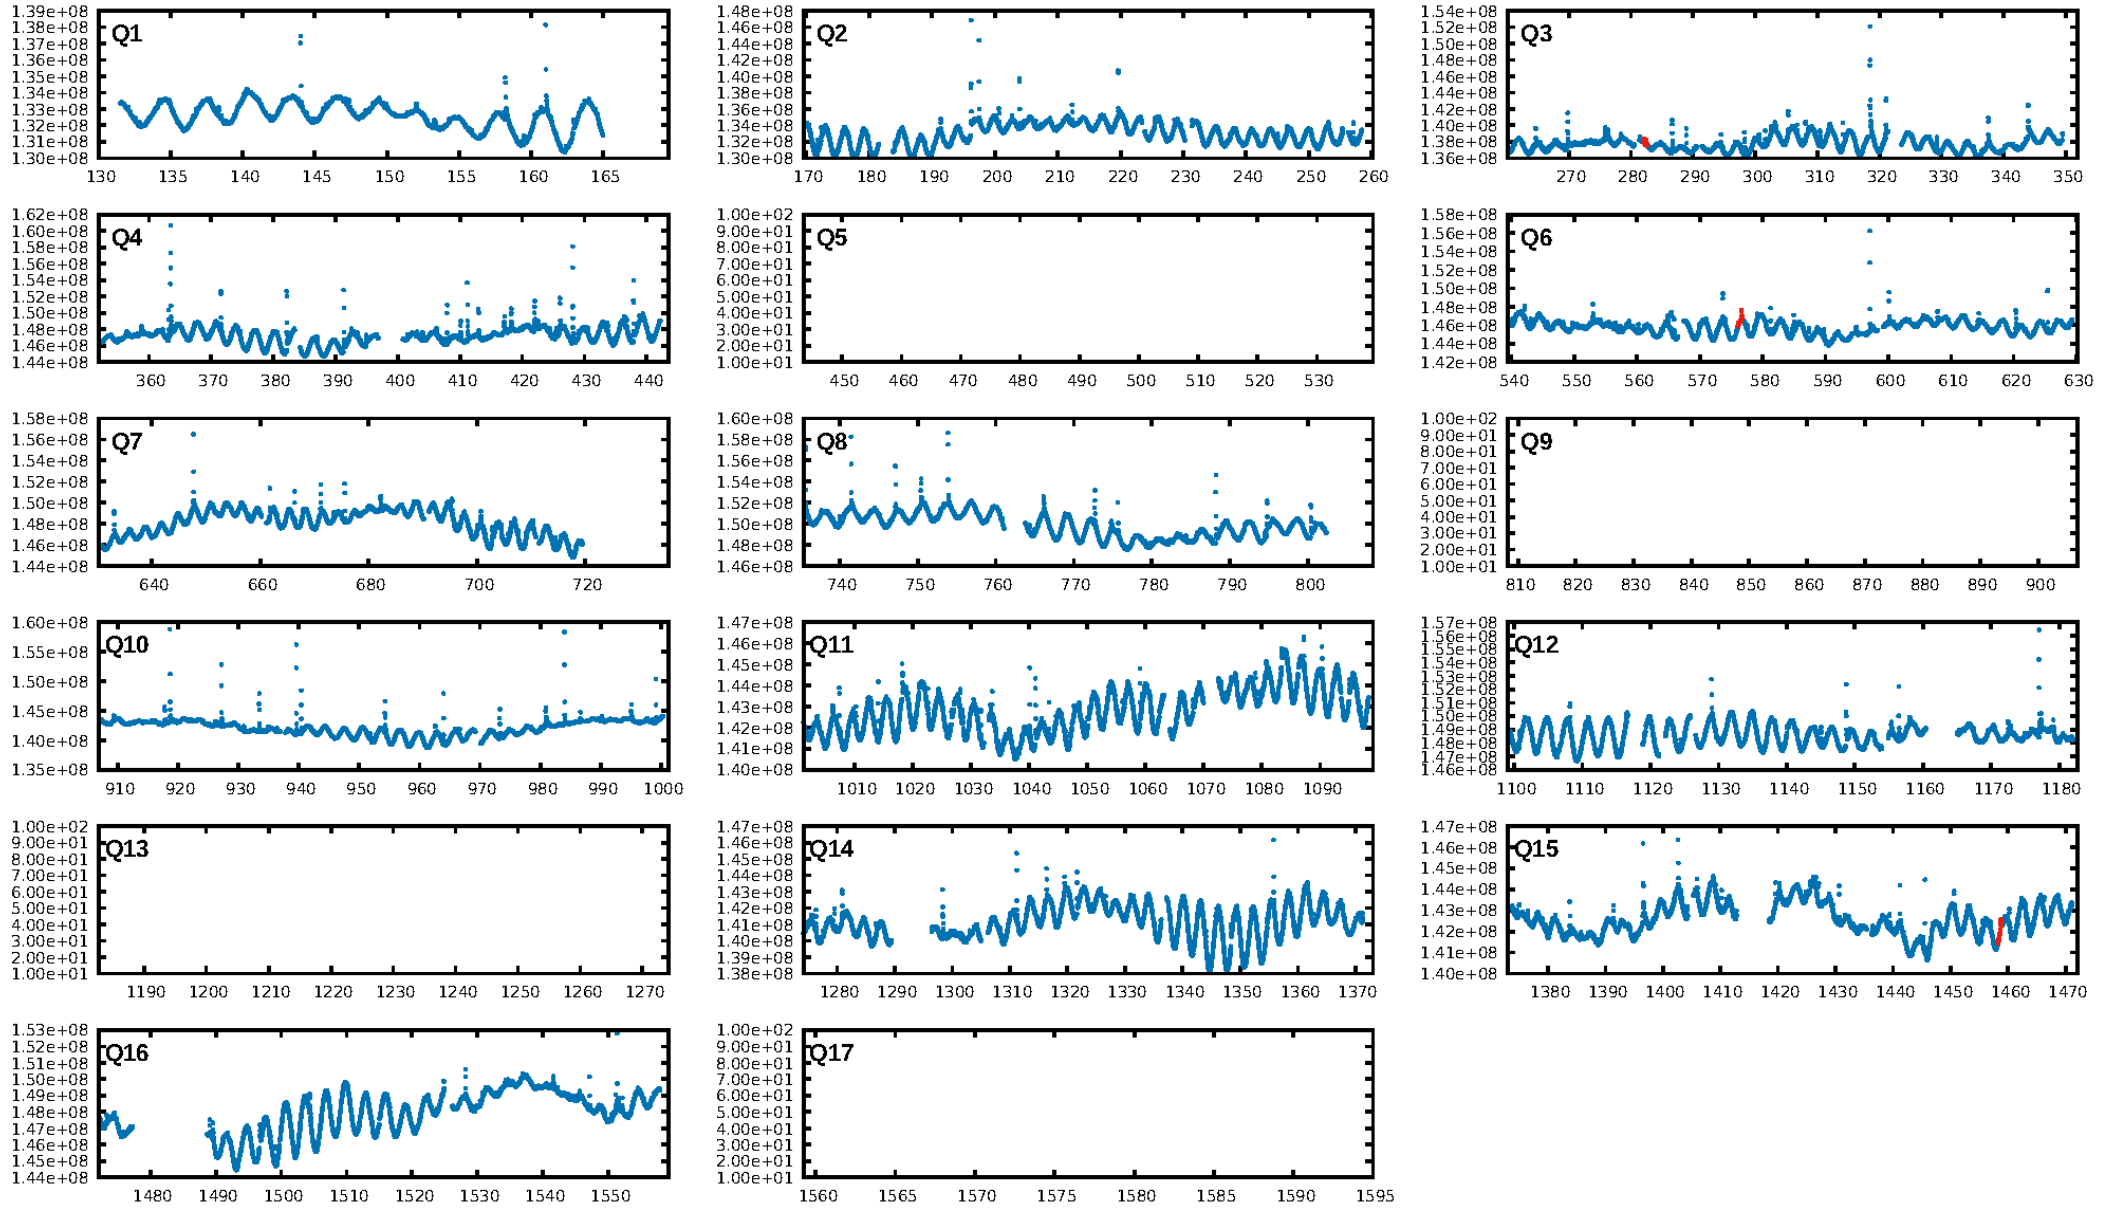 1.39e+08 1.38e+08 1.37e+08 1.36e+08 1.35e+08 1.34e+08 1.33e+08 1.32e+08 1.31e+08 1.30e+08
Q1
130 135 140 145 150 155 160 165
1.48e+08 1.46e+08 1.44e+08 1.42e+08 1.40e+08 1.38e+08 1.36e+08 1.34e+08 1.32e+08 1.30e+08
Q2
170 180 190 200 210 220 230 240 250 260
1.54e+08 1.52e+08 1.50e+08 1.48e+08 1.46e+08 1.44e+08 1.42e+08 1.40e+08 1.38e+08 1.36e+08
Q3
270 280 290 300 310 320 330 340 350
1.62e+08 1.60e+08 1.58e+08 1.56e+08 1.54e+08 1.52e+08 1.50e+08 1.48e+08 1.46e+08 1.44e+08
Q4
360 370 380 390 400 410 420 430 440
1.00e+02 9.00e+01 8.00e+01 7.00e+01 6.00e+01 5.00e+01 4.00e+01 3.00e+01 2.00e+01 1.00e+01
Q5
450 460 470 480 490 500 510 520 530
1.58e+08 1.56e+08 1.54e+08 1.52e+08 1.50e+08 1.48e+08 1.46e+08 1.44e+08 1.42e+08
Q6
540 550 560 570 580 590 600 610 620 630
1.58e+08 1.56e+08 1.54e+08 1.52e+08 1.50e+08 1.48e+08 1.46e+08 1.44e+08
Q7
640 660 680 700 720
1.60e+08 1.58e+08 1.56e+08 1.54e+08 1.52e+08 1.50e+08 1.48e+08 1.46e+08
Q8
740 750 760 770 780 790 800
1.00e+02 9.00e+01 8.00e+01 7.00e+01 6.00e+01 5.00e+01 4.00e+01 3.00e+01 2.00e+01 1.00e+01
Q9
810 820 830 840 850 860 870 880 890 900
1.60e+08 1.55e+08 1.50e+08 1.45e+08 1.40e+08 1.35e+08
Q10
910 920 930 940 950 960 970 980 990 1000
1.47e+08 1.46e+08 1.45e+08 1.44e+08 1.43e+08 1.42e+08 1.41e+08 1.40e+08
Q11
1010 1020 1030 1040 1050 1060 1070 1080 1090
1.57e+08 1.56e+08 1.55e+08 1.54e+08 1.53e+08 1.52e+08 1.51e+08 1.50e+08 1.49e+08 1.48e+08 1.47e+08 1.46e+08
Q12
1100 1110 1120 1130 1140 1150 1160 1170 1180
1.00e+02 9.00e+01 8.00e+01 7.00e+01 6.00e+01 5.00e+01 4.00e+01 3.00e+01 2.00e+01 1.00e+01
Q13
1190 1200 1210 1220 1230 1240 1250 1260 1270
1.47e+08 1.46e+08 1.45e+08 1.44e+08 1.43e+08 1.42e+08 1.41e+08 1.40e+08 1.39e+08 1.38e+08
Q14
1280 1290 1300 1310 1320 1330 1340 1350 1360 1370
1.47e+08 1.46e+08 1.45e+08 1.44e+08 1.43e+08 1.42e+08 1.41e+08 1.40e+08
Q15
1380 1390 1400 1410 1420 1430 1440 1450 1460 1470
1.53e+08 1.52e+08 1.51e+08 1.50e+08 1.49e+08 1.48e+08 1.47e+08 1.46e+08 1.45e+08 1.44e+08
Q16
1480 1490 1500 1510 1520 1530 1540 1550
1.00e+02 9.00e+01 8.00e+01 7.00e+01 6.00e+01 5.00e+01 4.00e+01 3.00e+01 2.00e+01 1.00e+01
Q17
1560 1565 1570 1575 1580 1585 1590 1595